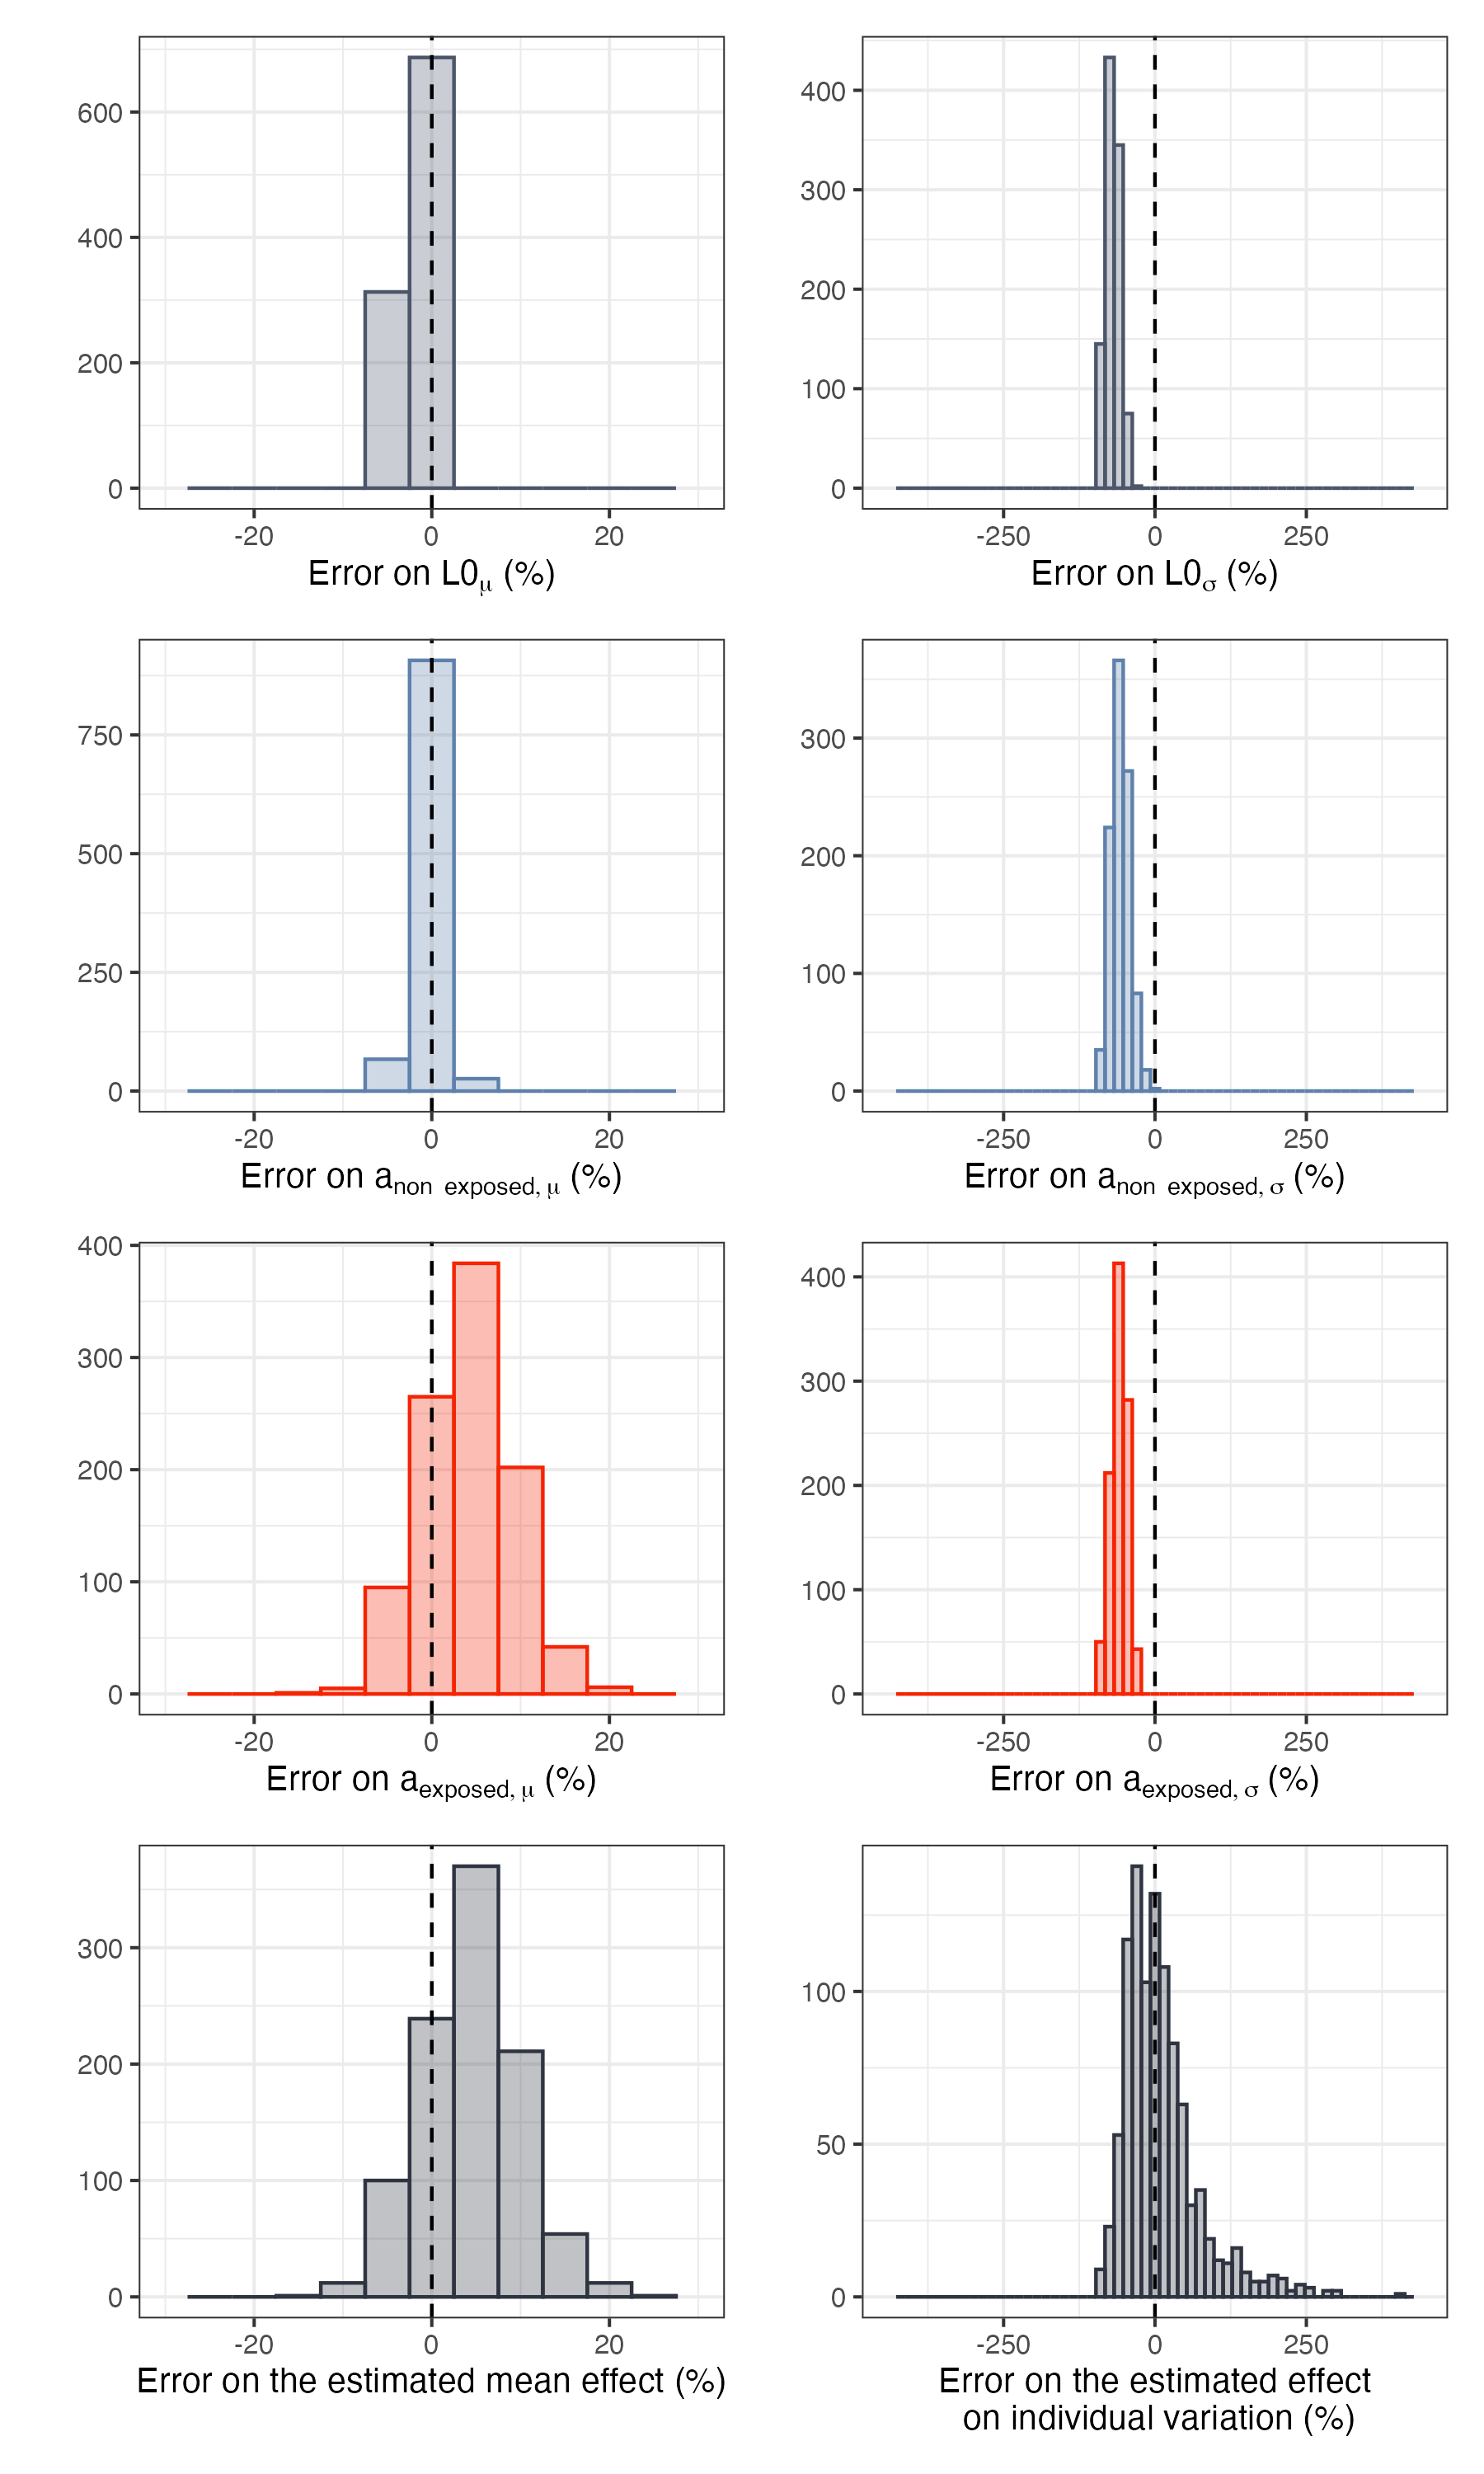 600
400
200
0
-20 0 20
Error on L0μ (%)
400
300
200
100
0
-250 0 250
Error on L0σ (%)
750
500
250
0
-20 0 20
Error on anon exposed, μ (%)
300
200
100
0
-250 0 250
Error on anon exposed, σ (%)
400
300
200
100
0
-20 0 20
Error on aexposed, μ (%)
400
300
200
100
0
-250 0 250
Error on aexposed, σ (%)
300
200
100
0
-20 0 20
Error on the estimated mean effect (%)
100
50
0
-250 0 250
Error on the estimated effect
on individual variation (%)